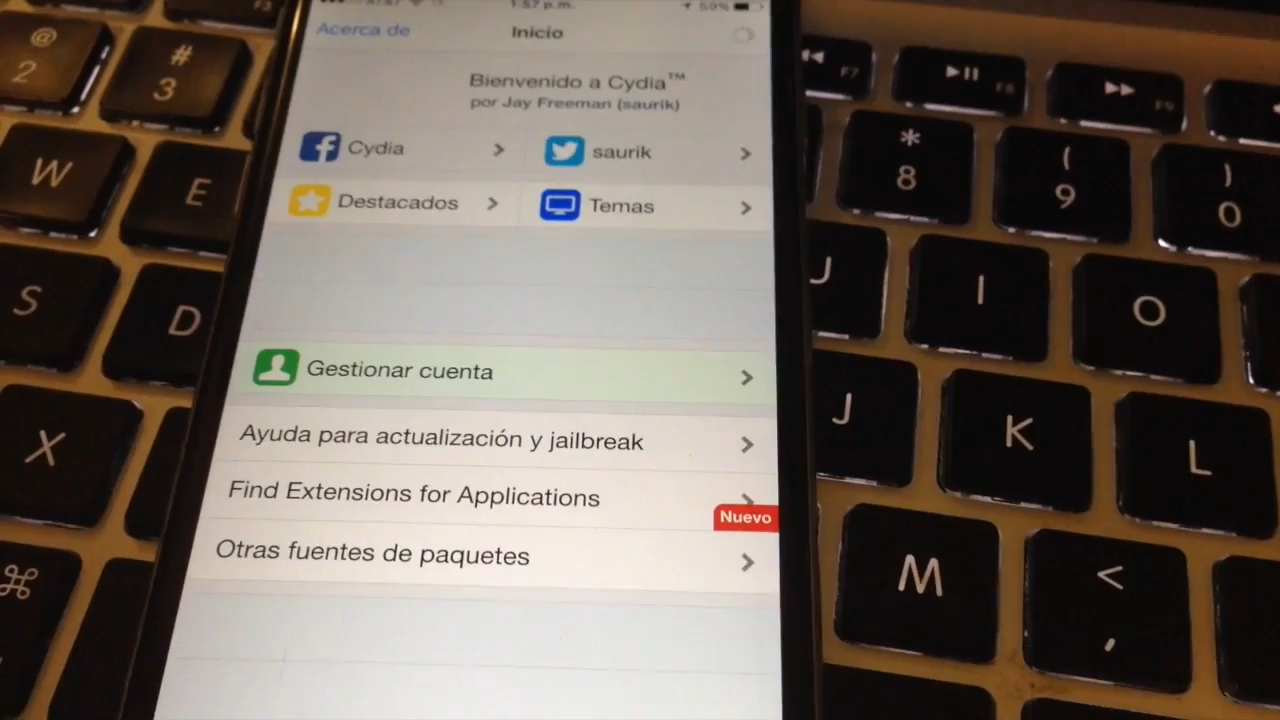 1:57 p.m.
59%
Acerca de
Inicio
Bienvenido a Cydia™
por Jay Freeman (saurik)
Cydia
saurik
Destacados
Temas
Gestionar cuenta
Ayuda para actualización y jailbreak
Find Extensions for Applications
Nuevo
Otras fuentes de paquetes
@
2
#
3
F3
W
E
S
D
X
⌘
F7
F8
F9
*
8
(
9
)
0
I
O
J
K
L
M
<
,